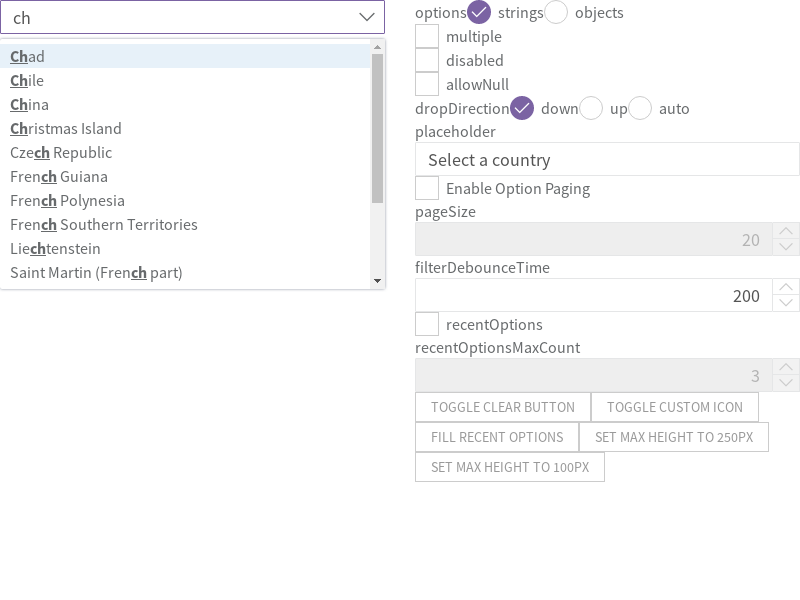 ch
Chad
Chile
China
Christmas Island
Czech Republic
French Guiana
French Polynesia
French Southern Territories
Liechtenstein
Saint Martin (French part)
options strings objects
multiple
disabled
allowNull
dropDirection down up auto
placeholder
Select a country
Enable Option Paging
pageSize
20
filterDebounceTime
200
recentOptions
recentOptionsMaxCount
3
TOGGLE CLEAR BUTTON TOGGLE CUSTOM ICON
FILL RECENT OPTIONS SET MAX HEIGHT TO 250PX
SET MAX HEIGHT TO 100PX